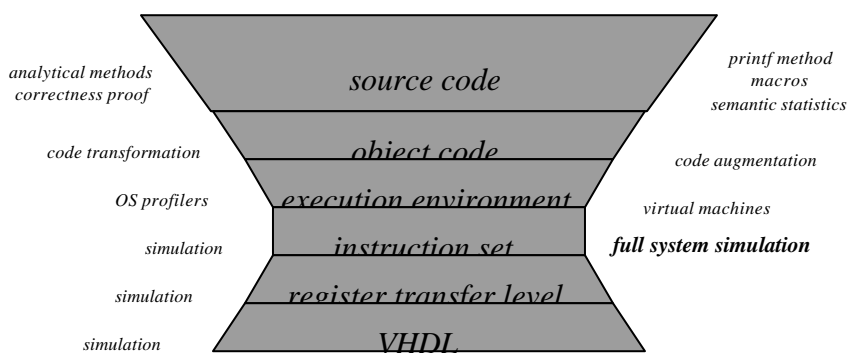 printf method
analytical methods
macros
source code
correctness proof
semantic statistics
code transformation
object code
code augmentation
OS profilers
execution environment
virtual machines
simulation
instruction set
full system simulation
simulation
register transfer level
simulation
VHDL